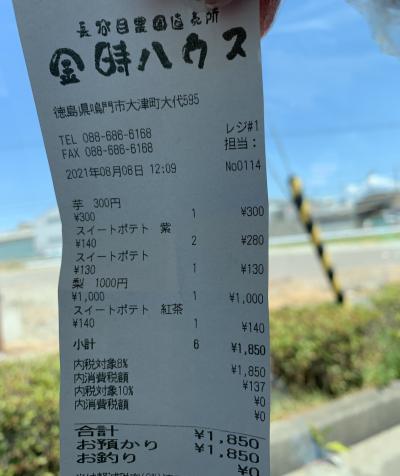 農園直売所
金時ハウス
徳島県鳴門市大津町大代595
TEL 088-686-6168
レジ#1
FAX 088-686-6168
担当:
2021年08月08日 12:09
No0114
芋 300円
¥300 1 ¥300
スイートポテト 紫
¥140 2 ¥280
スイートポテト
¥130 1 ¥130
梨 1000円
¥1,000 1 ¥1,000
スイートポテト 紅茶
¥140 1 ¥140
小計 6 ¥1,850
内税対象8% ¥1,850
内消費税額 ¥137
内税対象10% ¥0
内消費税額 ¥0
合計 ¥1,850
お預かり ¥1,850
お釣り ¥0